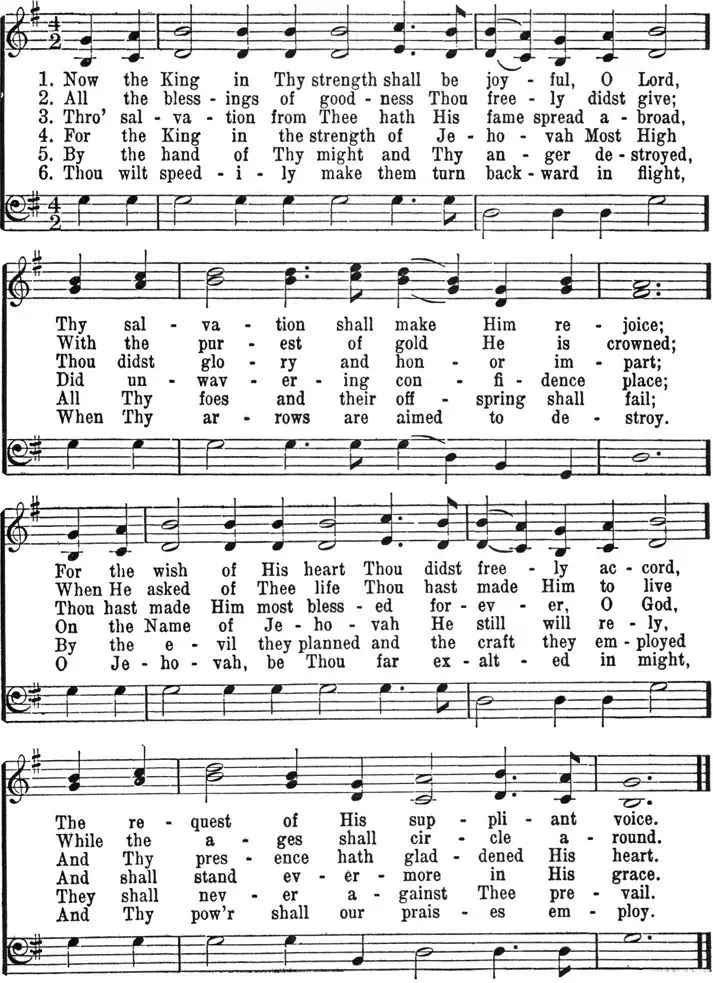 4 2
1. Now the King in Thy strength shall be joy - ful, O Lord,
2. All the bless - ings of good - ness Thou free - ly didst give;
3. Thro' sal - va - tion from Thee hath His fame spread a - broad,
4. For the King in the strength of Je - ho - vah Most High
5. By the hand of Thy might and Thy an - ger de - stroyed,
6. Thou wilt speed - i - ly make them turn back - ward in flight,
4 2
Thy sal - va - tion shall make Him re - joice;
With the pur - est of gold He is crowned;
Thou didst glo - ry and hon - or im - part;
Did un - wav - er - ing con - fi - dence place;
All Thy foes and their off - spring shall fail;
When Thy ar - rows are aimed to de - stroy.
For the wish of His heart Thou didst free - ly ac - cord,
When He asked of Thee life Thou hast made Him to live
Thou hast made Him most bless - ed for - ev - er, O God,
On the Name of Je - ho - vah He still will re - ly,
By the e - vil they planned and the craft they em - ployed
O Je - ho - vah, be Thou far ex - alt - ed in might,
The re - quest of His sup - pli - ant voice.
While the a - ges shall cir - cle a - round.
And Thy pres - ence hath glad - dened His heart.
And shall stand ev - er - more in His grace.
They shall nev - er a - gainst Thee pre - vail.
And Thy pow'r shall our prais - es em - ploy.